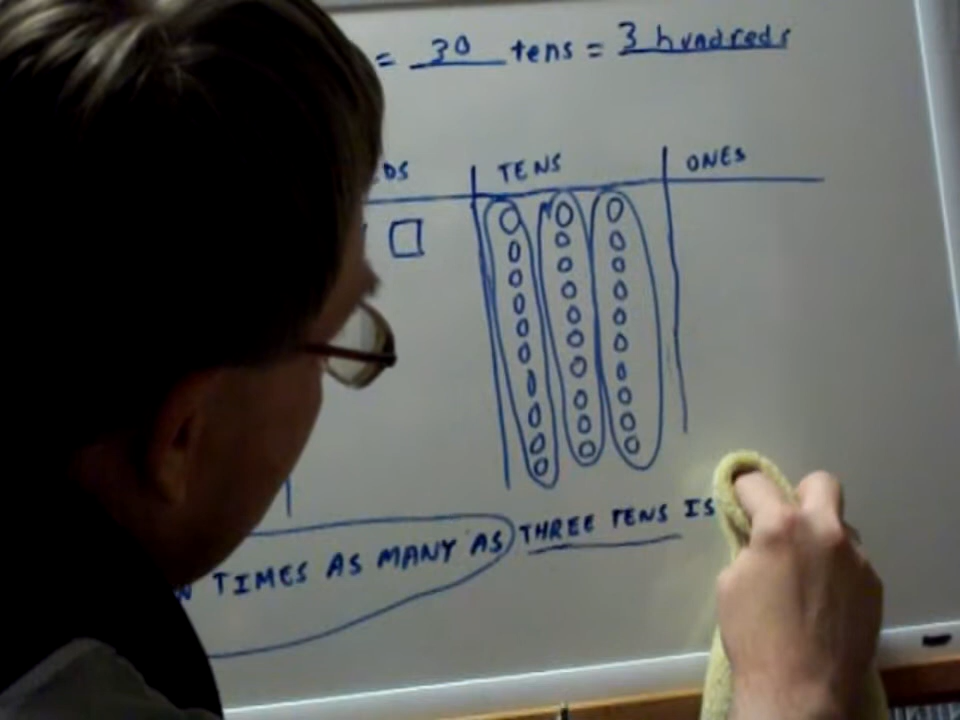 = 30 tens = 3 hundreds
DS TENS ONES
N TIMES AS MANY AS THREE TENS IS